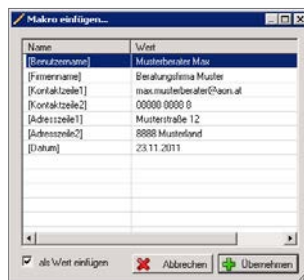 Makro einfügen...
Name Wert
[Benutzername] Musterberater Max
[Firmenname] Beratungsfirma Muster
[Kontaktzeile1] max.musterberater@aon.at
[Kontaktzeile2] 00000 0000 0
[Adresszeile1] Musterstraße 12
[Adresszeile2] 8888 Musterland
[Datum] 23.11.2011
als Wert einfügen Abbrechen Übernehmen